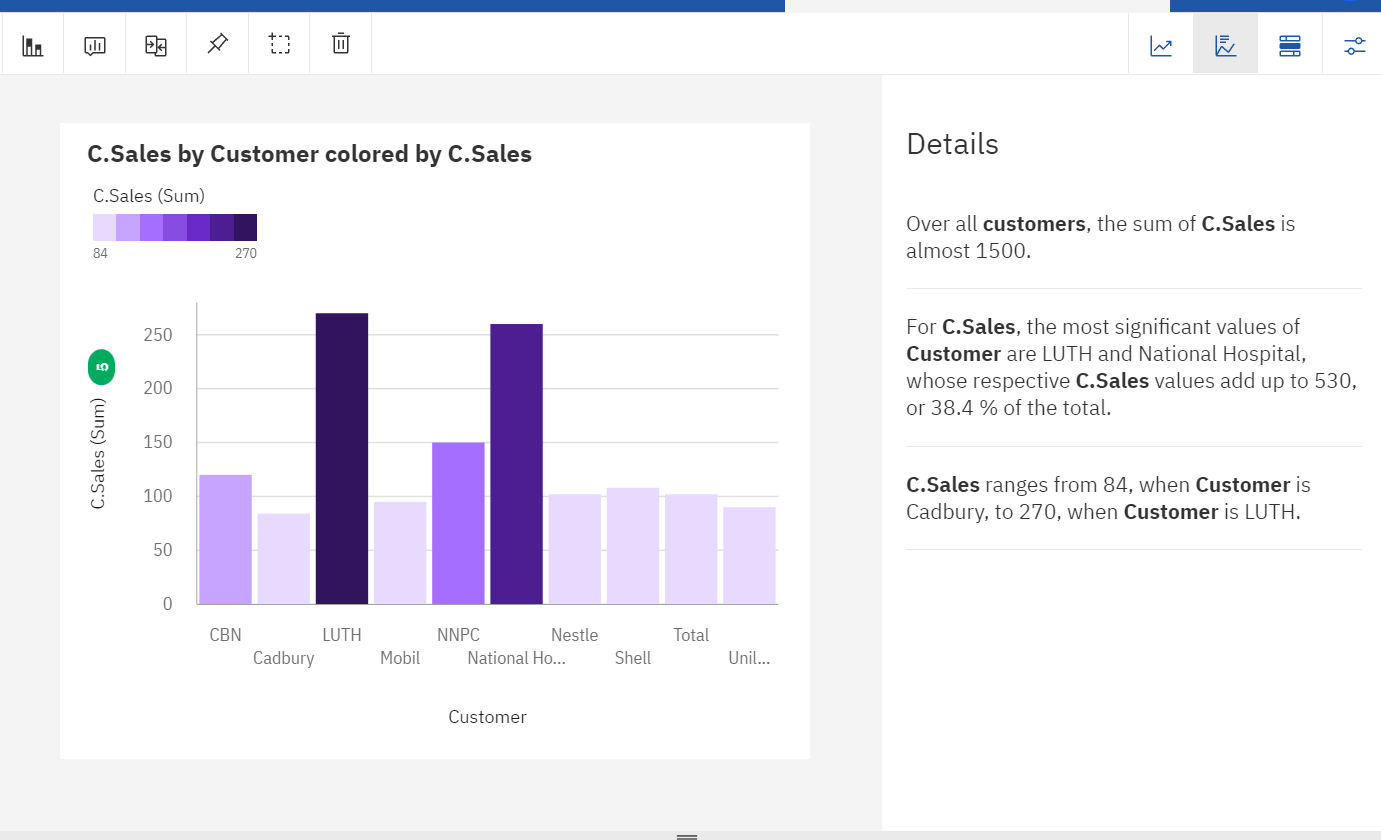 C.Sales by Customer colored by C.Sales
C.Sales (Sum)
84 270
250
200
150
100
50
0
5
C.Sales (Sum)
CBN LUTH NNPC Nestle Total
Cadbury Mobil National Ho... Shell Unil...
Customer
Details
Over all customers, the sum of C.Sales is
almost 1500.
For C.Sales, the most significant values of
Customer are LUTH and National Hospital,
whose respective C.Sales values add up to 530,
or 38.4 % of the total.
C.Sales ranges from 84, when Customer is
Cadbury, to 270, when Customer is LUTH.